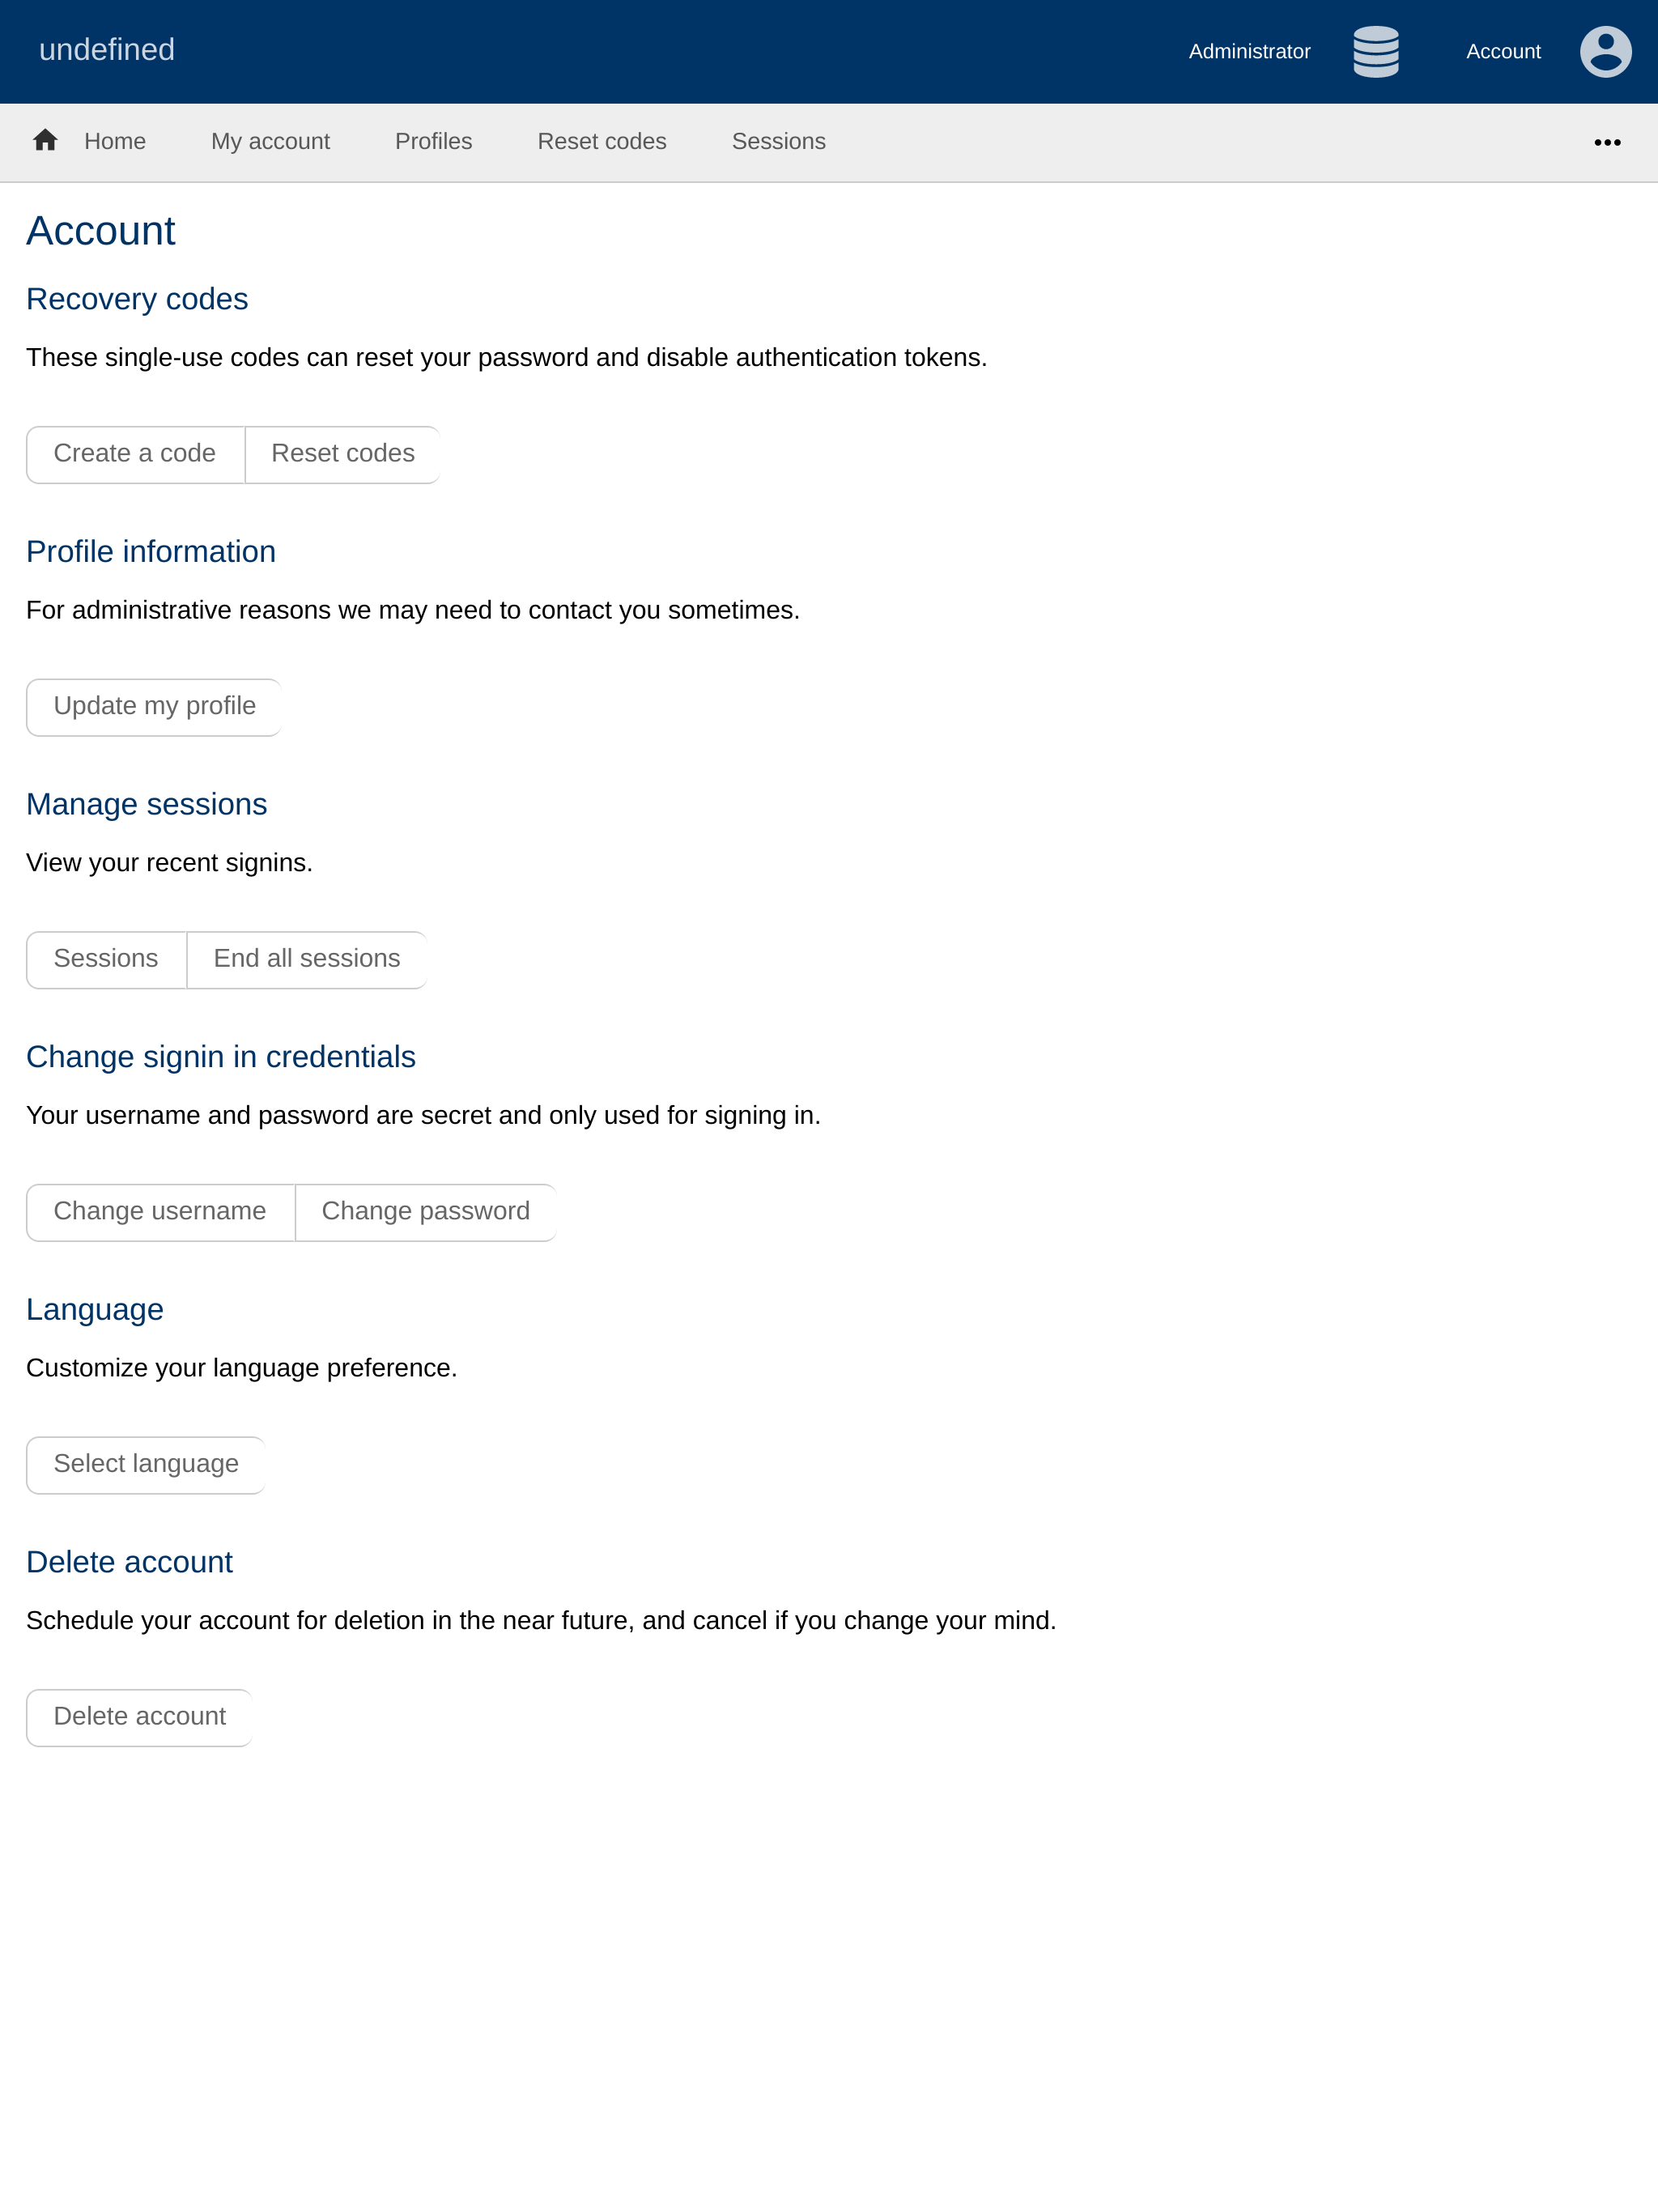 undefined
Administrator
Account
Home
My account
Profiles
Reset codes
Sessions
Account
Recovery codes
These single-use codes can reset your password and disable authentication tokens.
Create a code
Reset codes
Profile information
For administrative reasons we may need to contact you sometimes.
Update my profile
Manage sessions
View your recent signins.
Sessions
End all sessions
Change signin in credentials
Your username and password are secret and only used for signing in.
Change username
Change password
Language
Customize your language preference.
Select language
Delete account
Schedule your account for deletion in the near future, and cancel if you change your mind.
Delete account